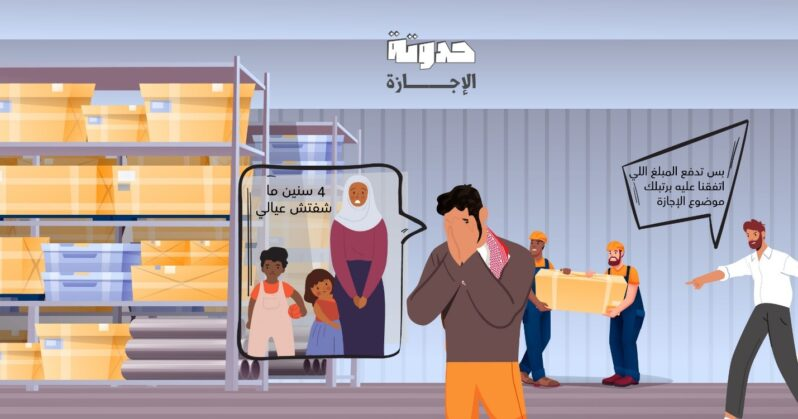 حدوتة
الإجازة
بس تدفع المبلغ اللي
اتفقنا عليه برتبلك
موضوع الإجازة
4 سنين ما
شفتش عيالي